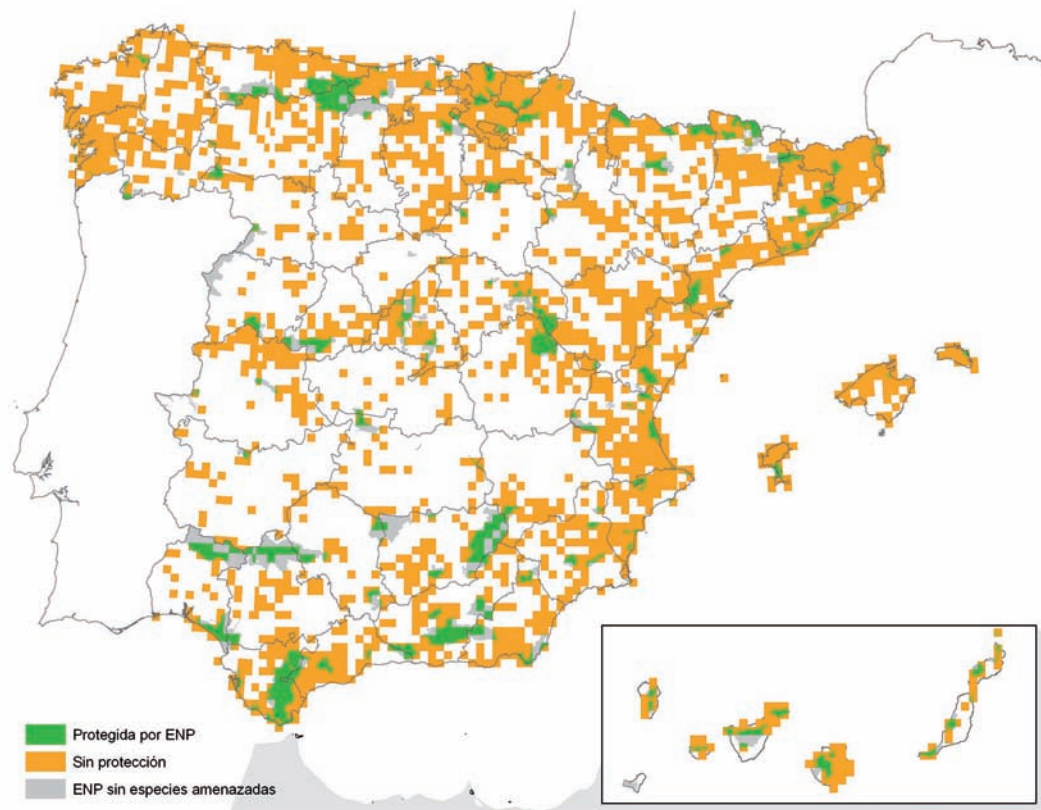 Protegida por ENP
Sin protección
ENP sin especies amenazadas